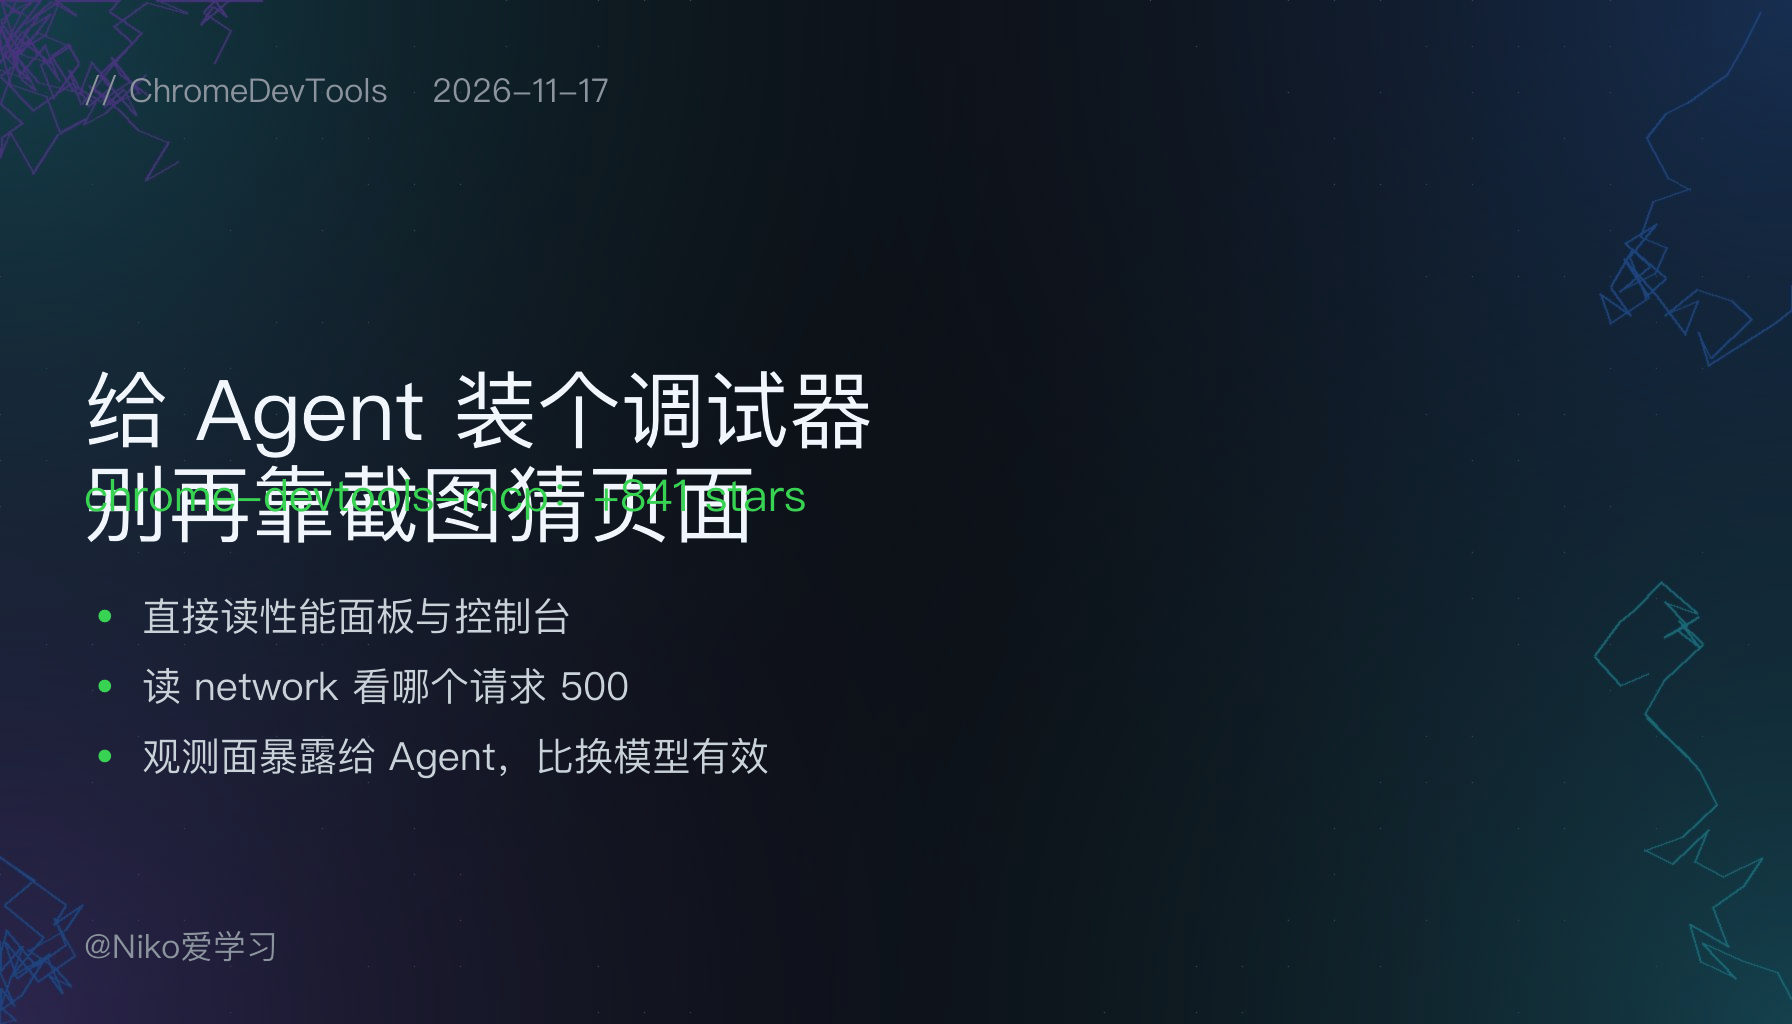 // ChromeDevTools 2026-11-17
给 Agent 装个调试器
别再靠截图猜页面
chrome-devtools-mcp: +841 stars
• 直接读性能面板与控制台
• 读 network 看哪个请求 500
• 观测面暴露给 Agent，比换模型有效
@Niko爱学习